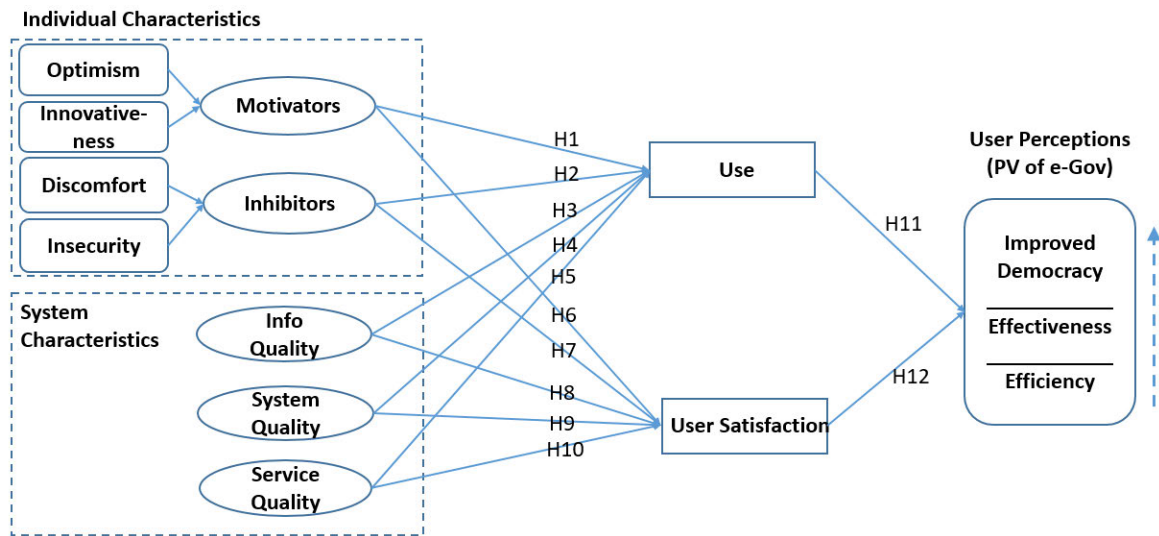 Individual Characteristics
Optimism
Innovative-
ness
Discomfort
Insecurity
Motivators
Inhibitors
System
Characteristics
Info
Quality
System
Quality
Service
Quality
H1
H2
H3
H4
H5
H6
H7
H8
H9
H10
Use
User Satisfaction
H11
H12
User Perceptions
(PV of e-Gov)
Improved
Democracy
Effectiveness
Efficiency